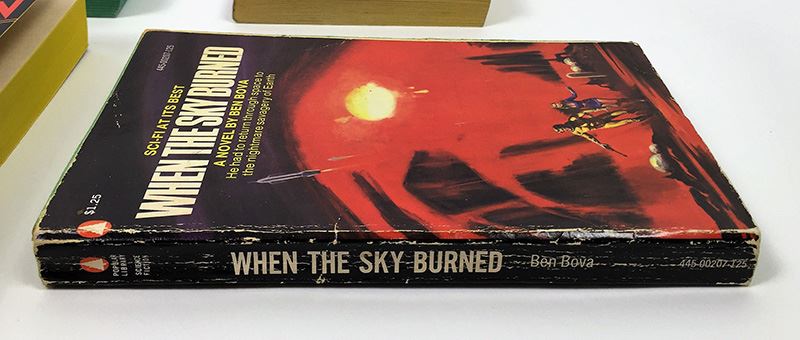 445-00207-125
SCI-FI AT ITS BEST
WHEN THE SKY BURNED
A NOVEL BY BEN BOVA
He had to return through space to
the nightmare savagery of Earth
$1.25
POPULAR
LIBRARY
SCIENCE
FICTION
WHEN THE SKY BURNED
Ben Bova
445-00207-125